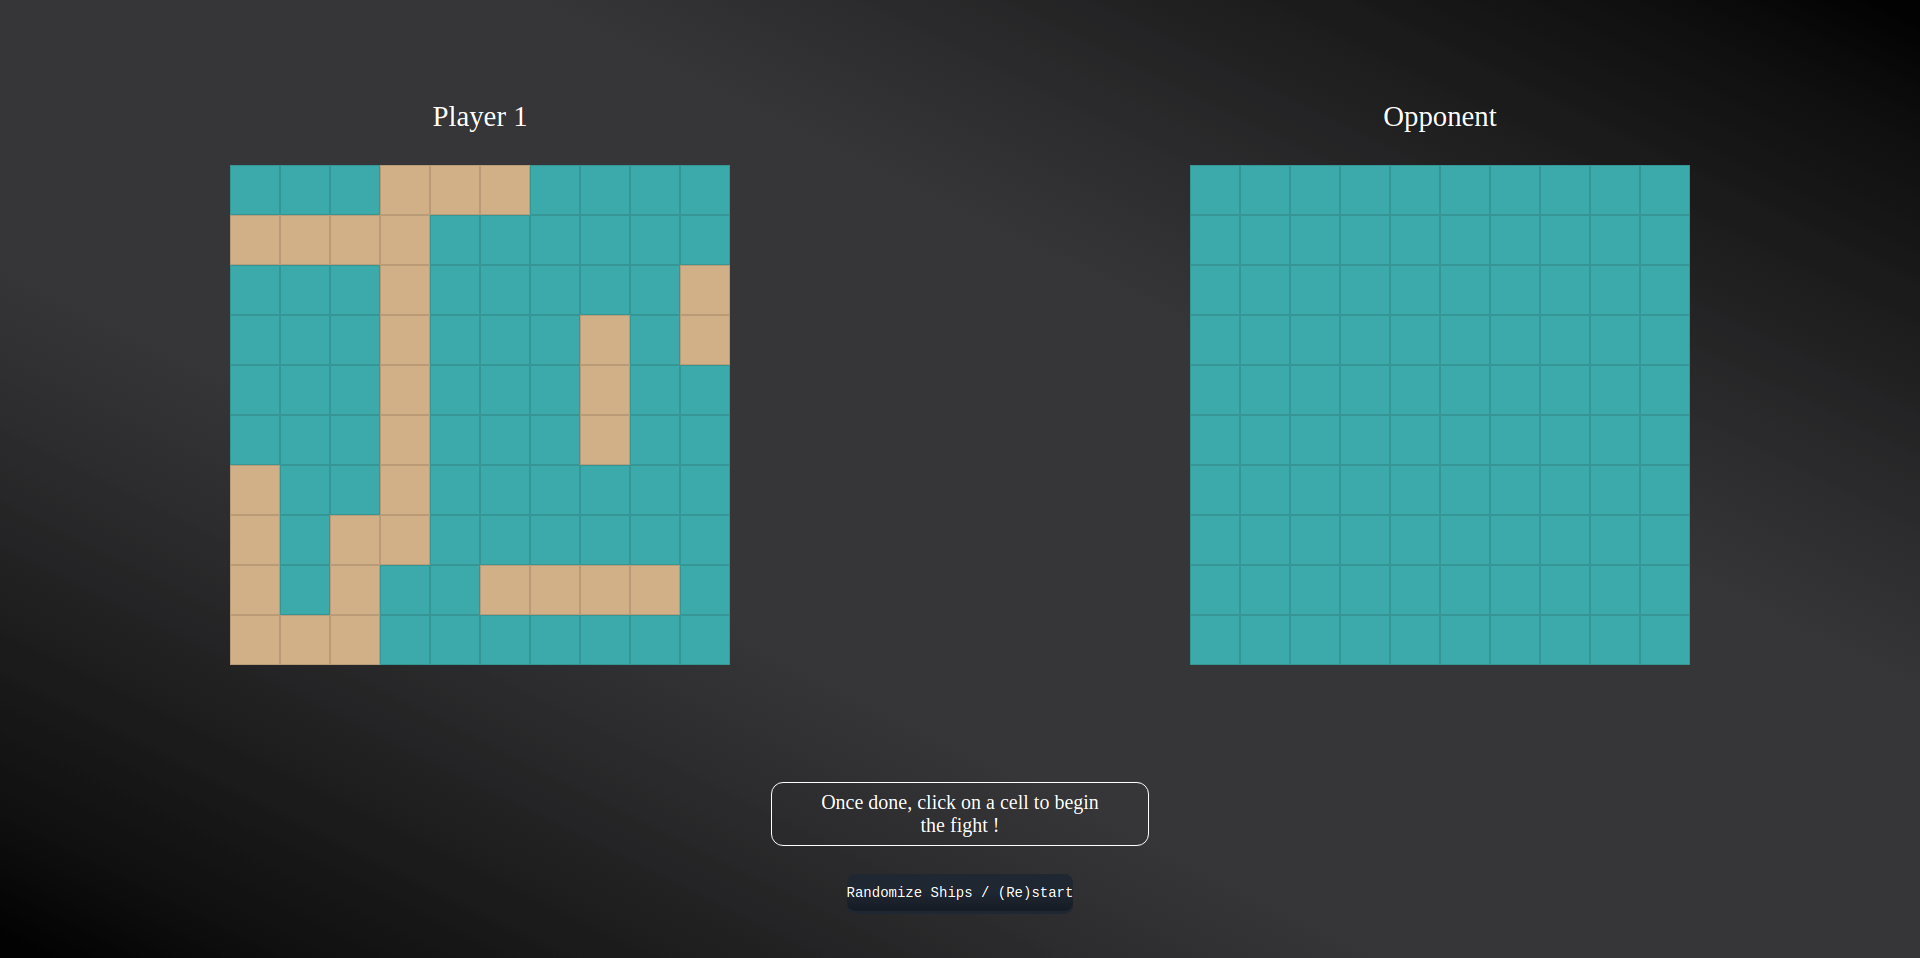 Player 1
Opponent
Once done, click on a cell to begin
the fight !
Randomize Ships / (Re)start